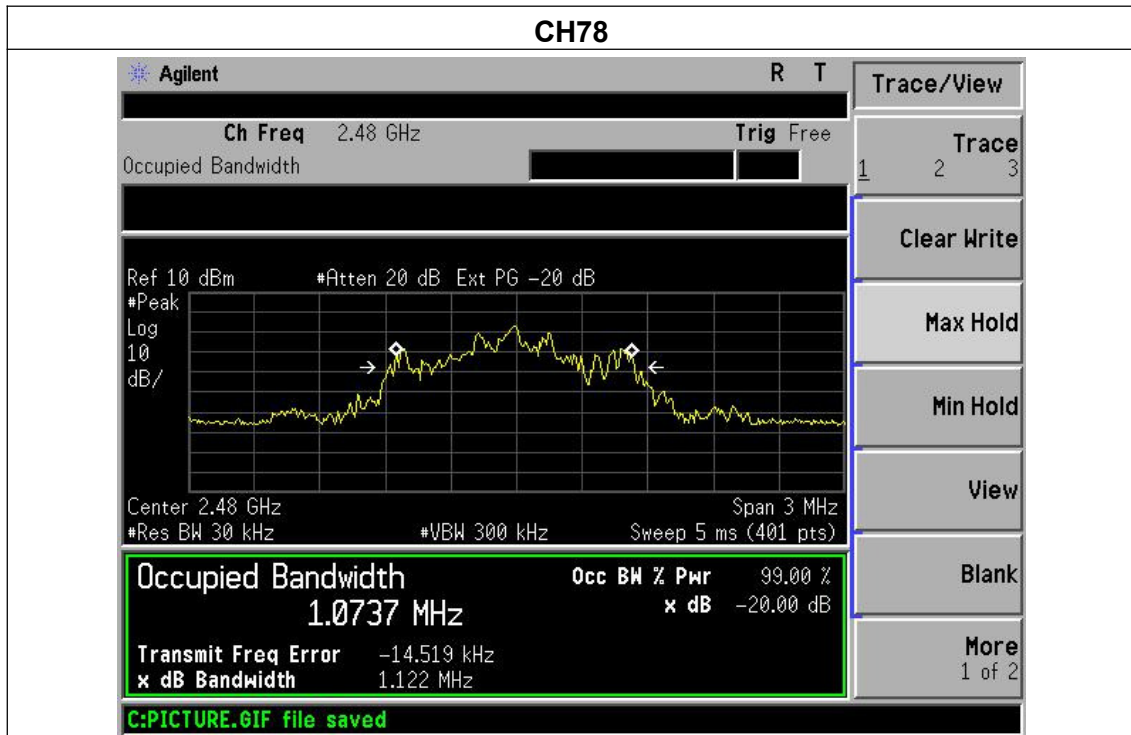 CH78
Agilent R T
Trace/View
Ch Freq 2.48 GHz Trig Free
Occupied Bandwidth
Trace
1 2 3
Clear Write
Ref 10 dBm #Atten 20 dB Ext PG −20 dB
#Peak
Log
10
dB/
Max Hold
Min Hold
View
Center 2.48 GHz Span 3 MHz
#Res BW 30 kHz #VBW 300 kHz Sweep 5 ms (401 pts)
Occupied Bandwidth Occ BW % Pwr 99.00 %
1.0737 MHz x dB −20.00 dB
Blank
Transmit Freq Error −14.519 kHz
x dB Bandwidth 1.122 MHz
More
1 of 2
C:PICTURE.GIF file saved